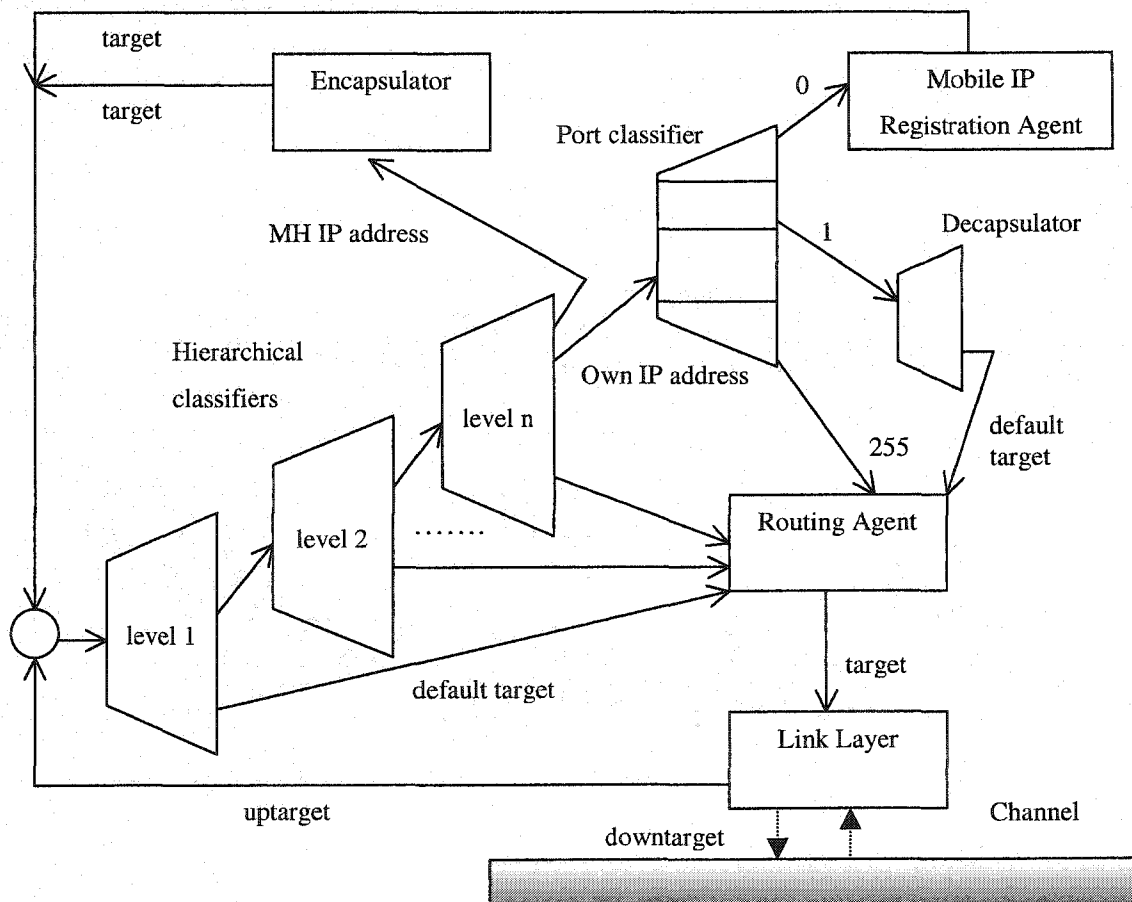 target
Encapsulator
target
0
Mobile IP
Registration Agent
Port classifier
MH IP address
1
Decapsulator
Hierarchical
classifiers
Own IP address
level n
level 2
.......
255
default
target
Routing Agent
level 1
default target
target
Link Layer
uptarget
downtarget
Channel